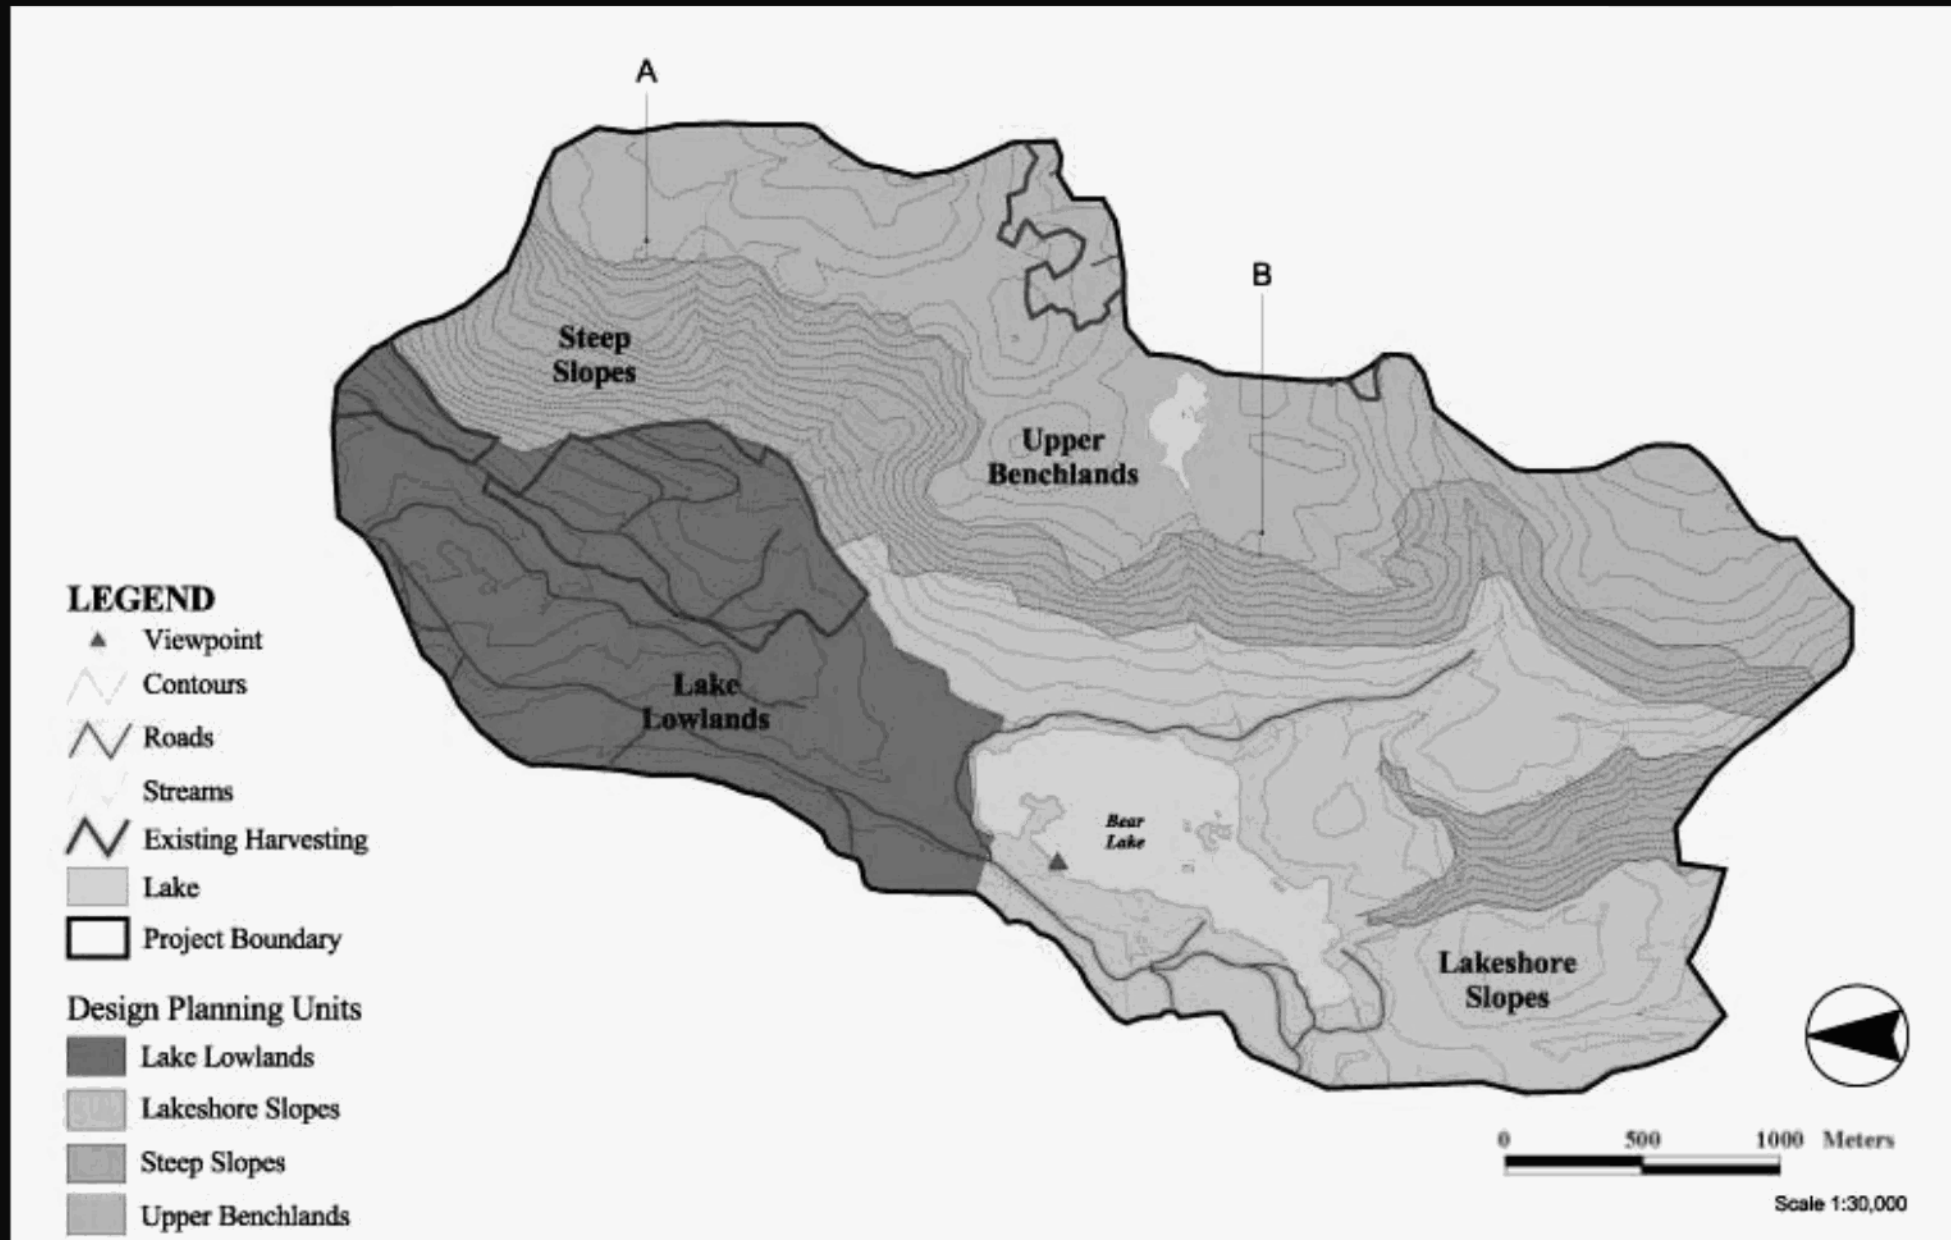 A
B
Steep
Slopes
Upper
Benchlands
Lake
Lowlands
Bear
Lake
Lakeshore
Slopes
LEGEND
Viewpoint
Contours
Roads
Streams
Existing Harvesting
Lake
Project Boundary
Design Planning Units
Lake Lowlands
Lakeshore Slopes
Steep Slopes
Upper Benchlands
0 500 1000 Meters
Scale 1:30,000